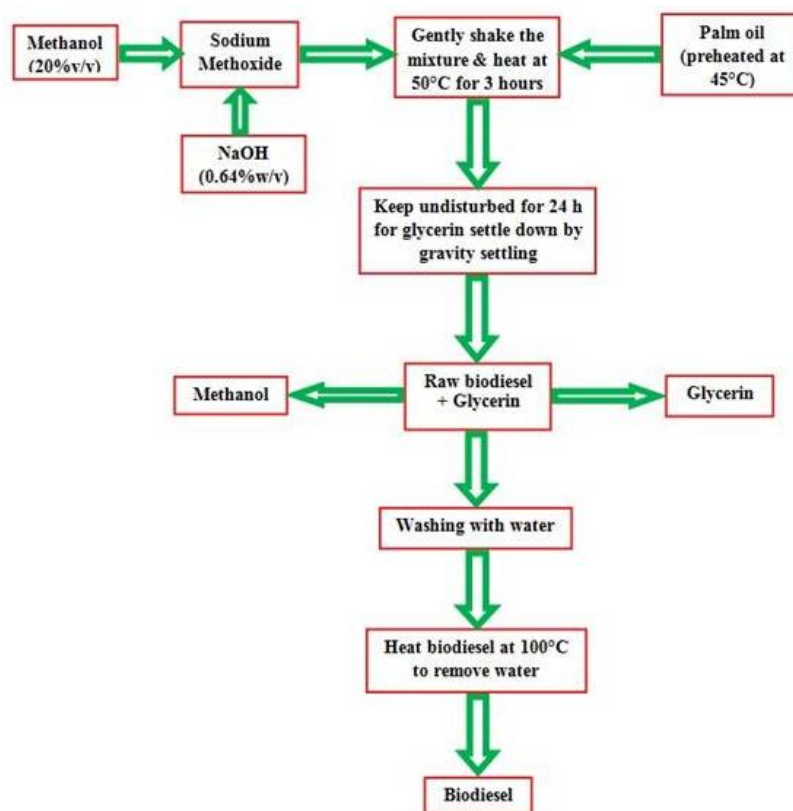 Methanol
(20%v/v)
Sodium
Methoxide
Gently shake the
mixture & heat at
50°C for 3 hours
Palm oil
(preheated at
45°C)
NaOH
(0.64%w/v)
Keep undisturbed for 24 h
for glycerin settle down by
gravity settling
Methanol
Raw biodiesel
+ Glycerin
Glycerin
Washing with water
Heat biodiesel at 100°C
to remove water
Biodiesel